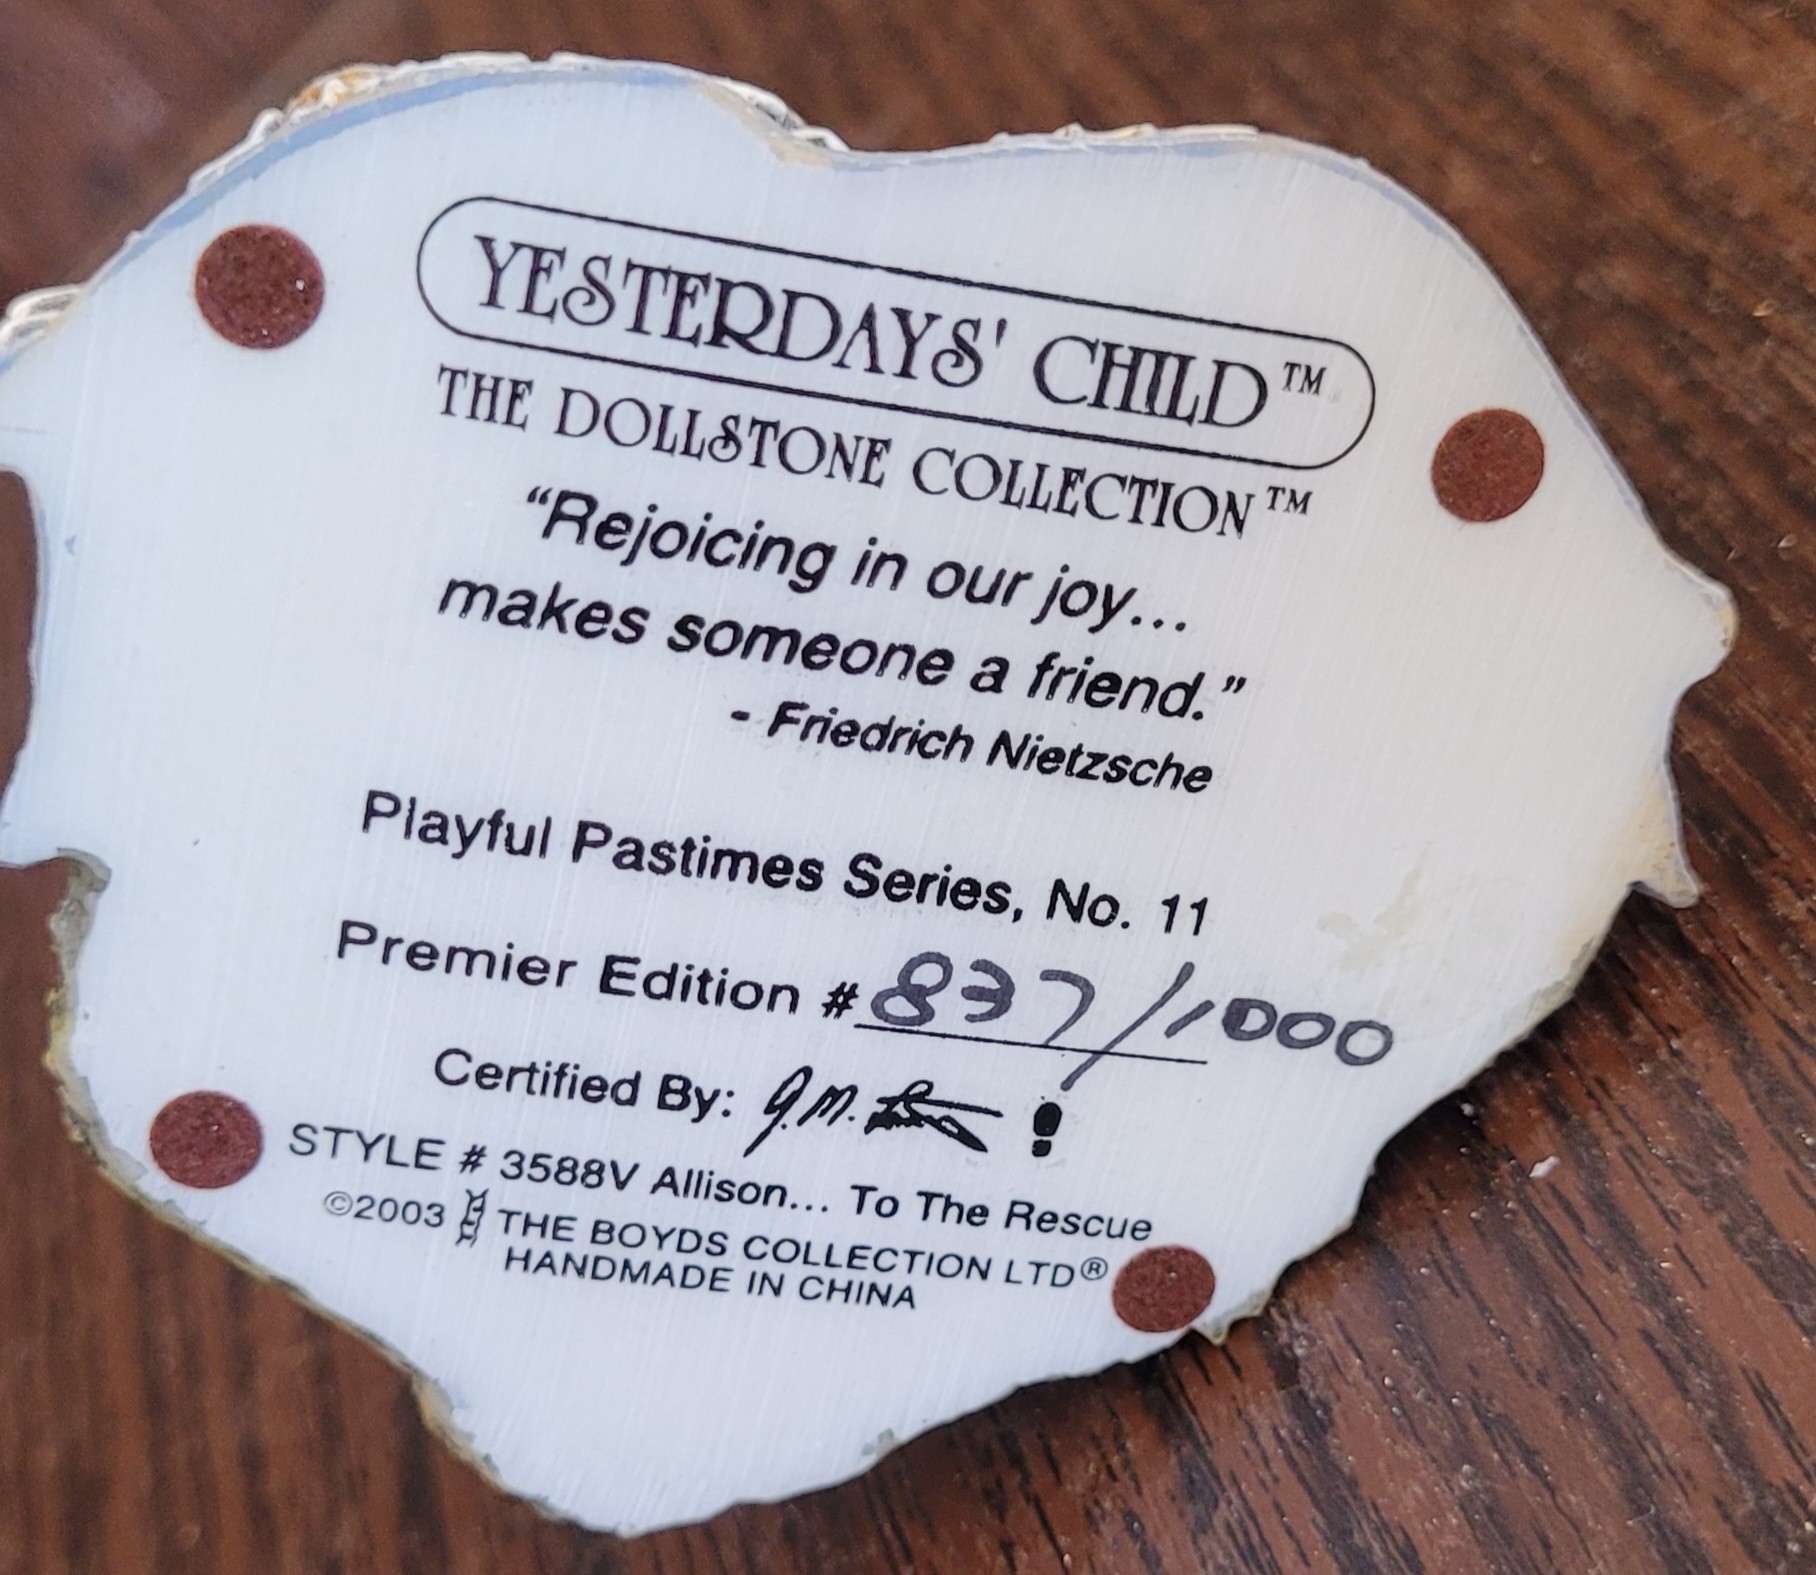 YESTERDAYS' CHILD™
THE DOLLSTONE COLLECTION™
“Rejoicing in our joy...
makes someone a friend.”
- Friedrich Nietzsche
Playful Pastimes Series, No. 11
Premier Edition # 837/1000
Certified By: J.M.
STYLE # 3588V Allison... To The Rescue
©2003 THE BOYDS COLLECTION LTD®
HANDMADE IN CHINA